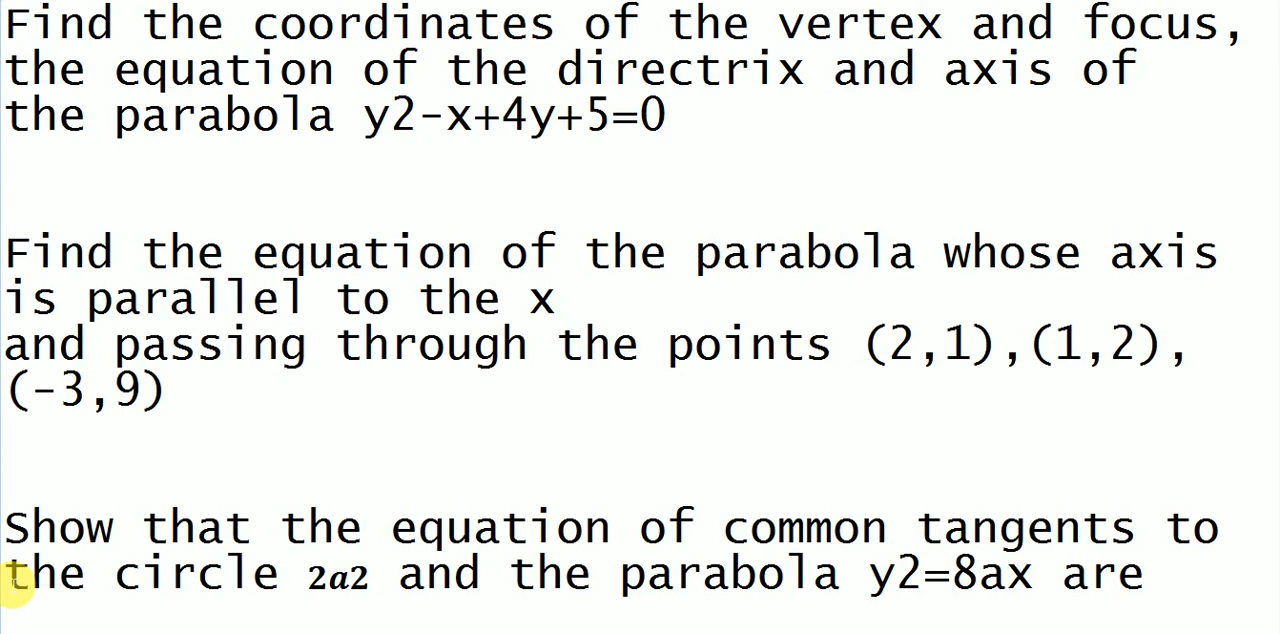 Find the coordinates of the vertex and focus,
the equation of the directrix and axis of
the parabola y2-x+4y+5=0
Find the equation of the parabola whose axis
is parallel to the x
and passing through the points (2,1),(1,2),
(-3,9)
Show that the equation of common tangents to
the circle 2a2 and the parabola y2=8ax are